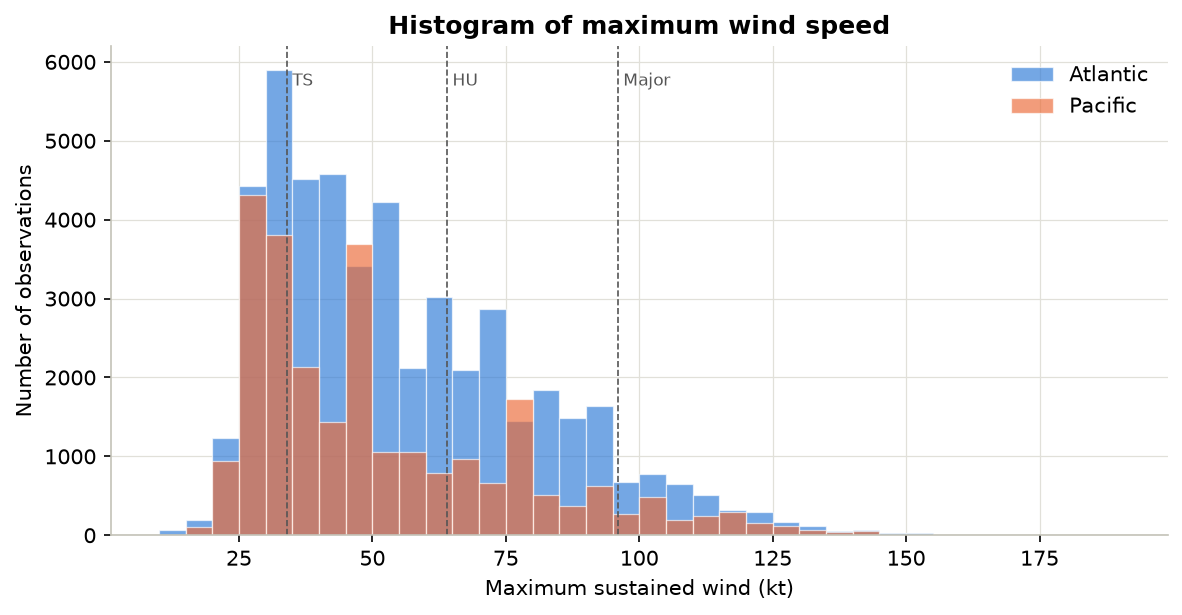 Histogram of maximum wind speed
6000
5000
4000
3000
2000
1000
0
Number of observations
TS
HU
Major
Atlantic
Pacific
25
50
75
100
125
150
175
Maximum sustained wind (kt)